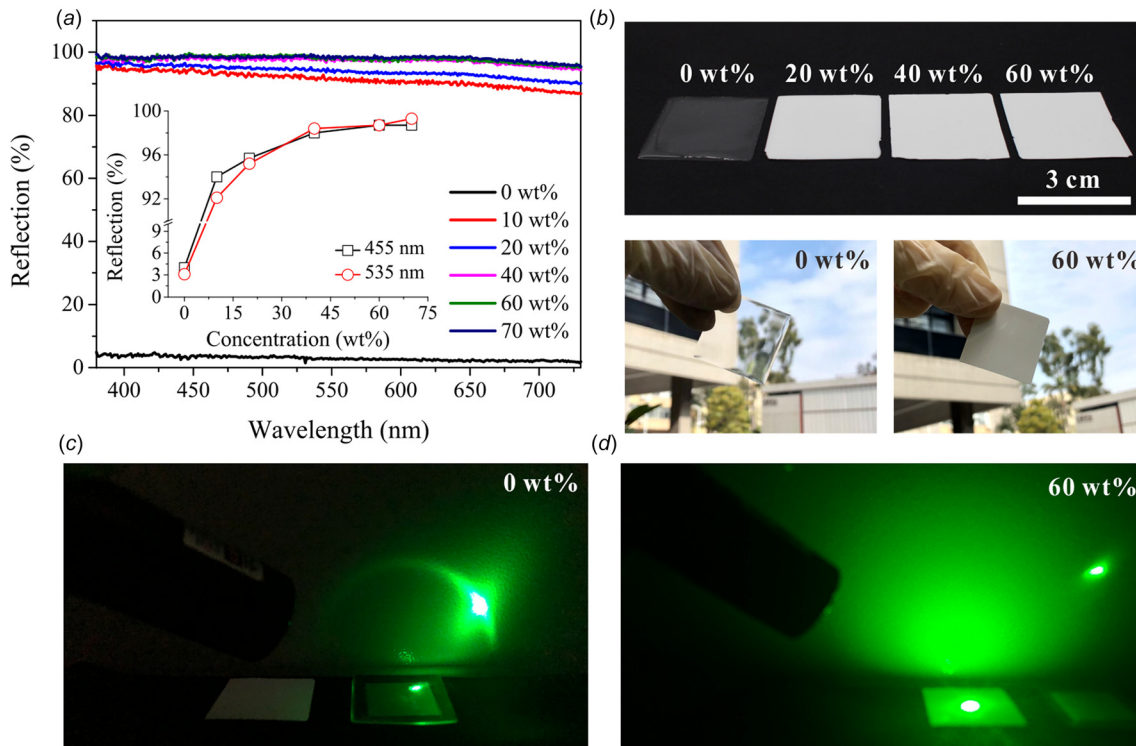 (a)
Reflection (%)
100
80
60
40
20
0
400
450
500
550
600
650
700
Wavelength (nm)
Reflection (%)
100
96
92
9
6
3
0
0
15
30
45
60
75
Concentration (wt%)
455 nm
535 nm
0 wt%
10 wt%
20 wt%
40 wt%
60 wt%
70 wt%
(b)
0 wt% 20 wt% 40 wt% 60 wt%
3 cm
0 wt%
60 wt%
(c)
0 wt%
(d)
60 wt%